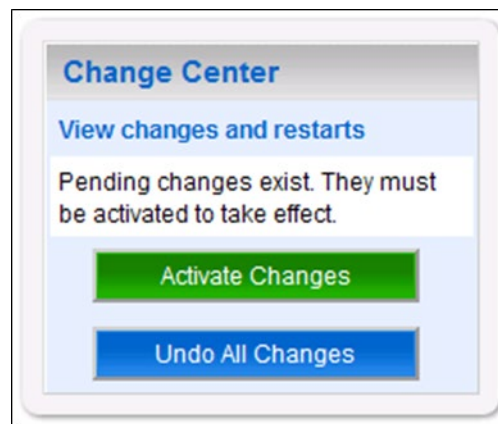 Change Center
View changes and restarts
Pending changes exist. They must
be activated to take effect.
Activate Changes
Undo All Changes